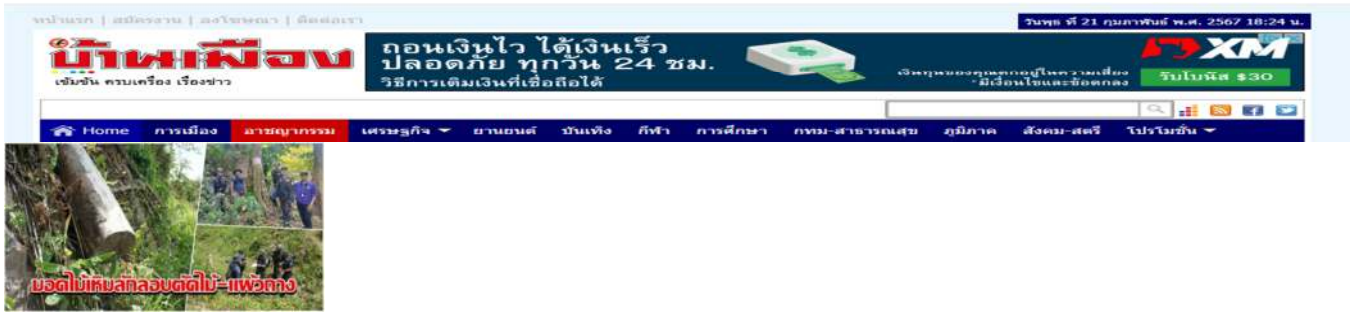 หน้าแรก | สมัครงาน | ลงโฆษณา | ติดต่อเรา
วันพุธ ที่ 21 กุมภาพันธ์ พ.ศ. 2567 18:24 น.
บ้านเมือง
เข้มข้น ครบเครื่อง เรื่องข่าว
ถอนเงินไว ได้เงินเร็ว
ปลอดภัย ทุกวัน 24 ชม.
วิธีการเติมเงินที่เชื่อถือได้
เงินทุนของคุณตกอยู่ในความเสี่ยง
*มีเงื่อนไขและข้อตกลง
XM
รับโบนัส $30
Home การเมือง อาชญากรรม เศรษฐกิจ ยานยนต์ บันเทิง กีฬา การศึกษา กทม-สาธารณสุข ภูมิภาค สังคม-สตรี โปรโมชั่น
มอดไม้เหิมลักลอบตัดไม้-แผ้วถาง